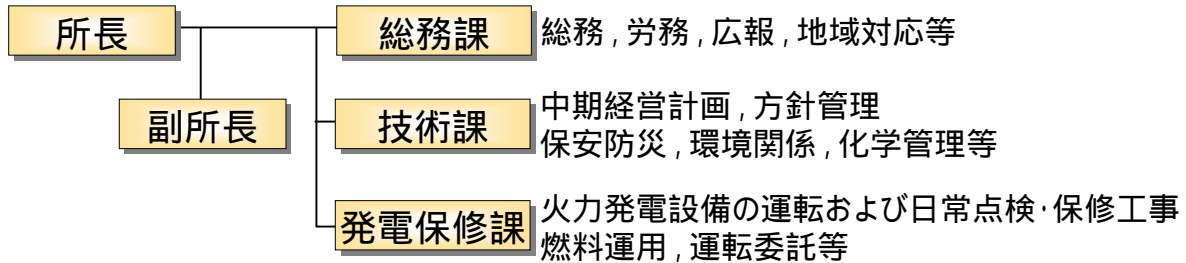 所長
総務課
総務,労務,広報,地域対応等
副所長
技術課
中期経営計画,方針管理
保安防災,環境関係,化学管理等
発電保修課
火力発電設備の運転および日常点検・保修工事
燃料運用,運転委託等